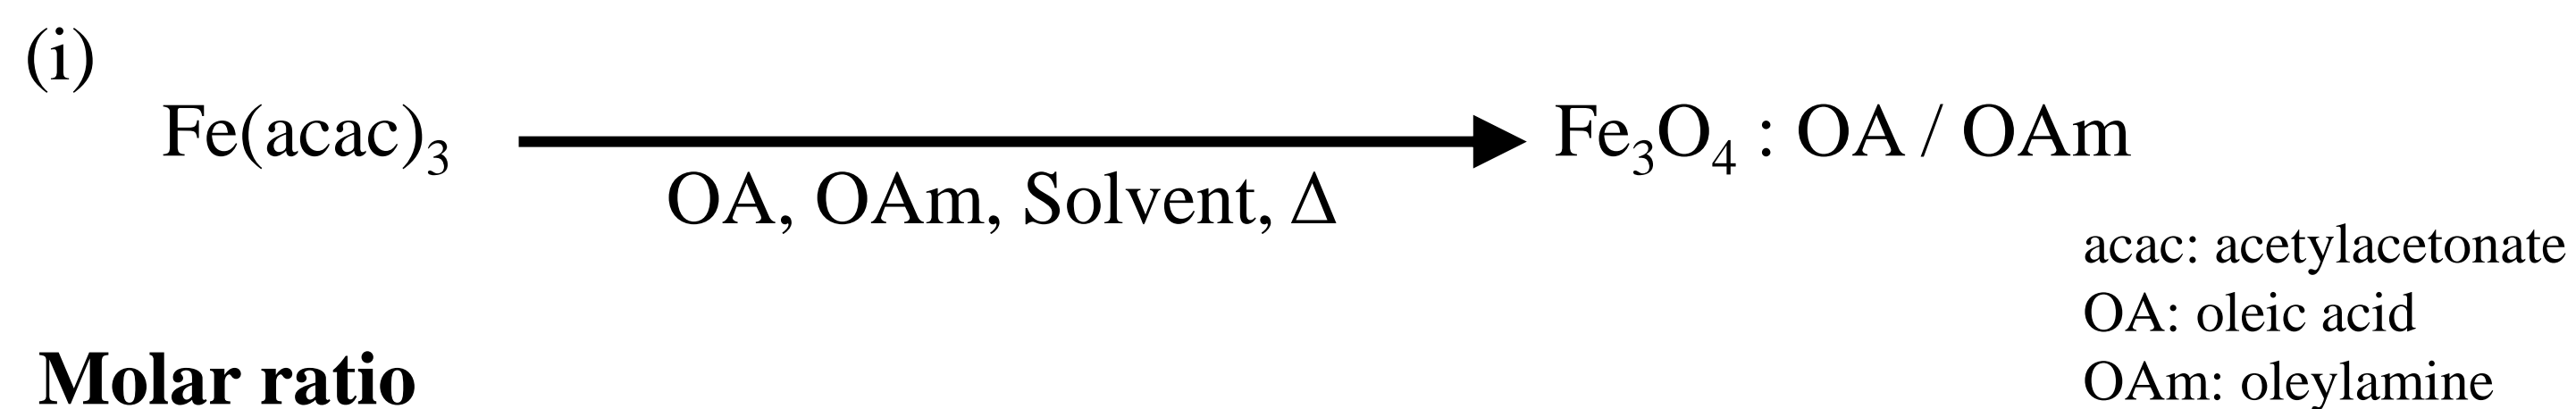 (i)
Fe(acac)₃ Fe₃O₄ : OA / OAm
OA, OAm, Solvent, Δ
acac: acetylacetonate
OA: oleic acid
OAm: oleylamine
Molar ratio